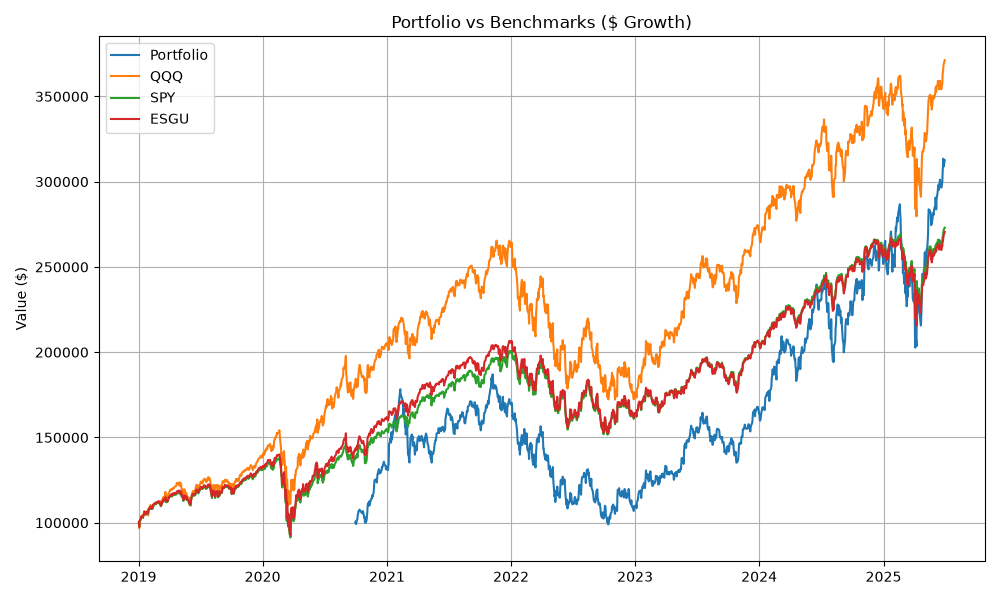 Portfolio vs Benchmarks ($ Growth)
Portfolio
QQQ
SPY
ESGU
Value ($)
350000
300000
250000
200000
150000
100000
2019 2020 2021 2022 2023 2024 2025